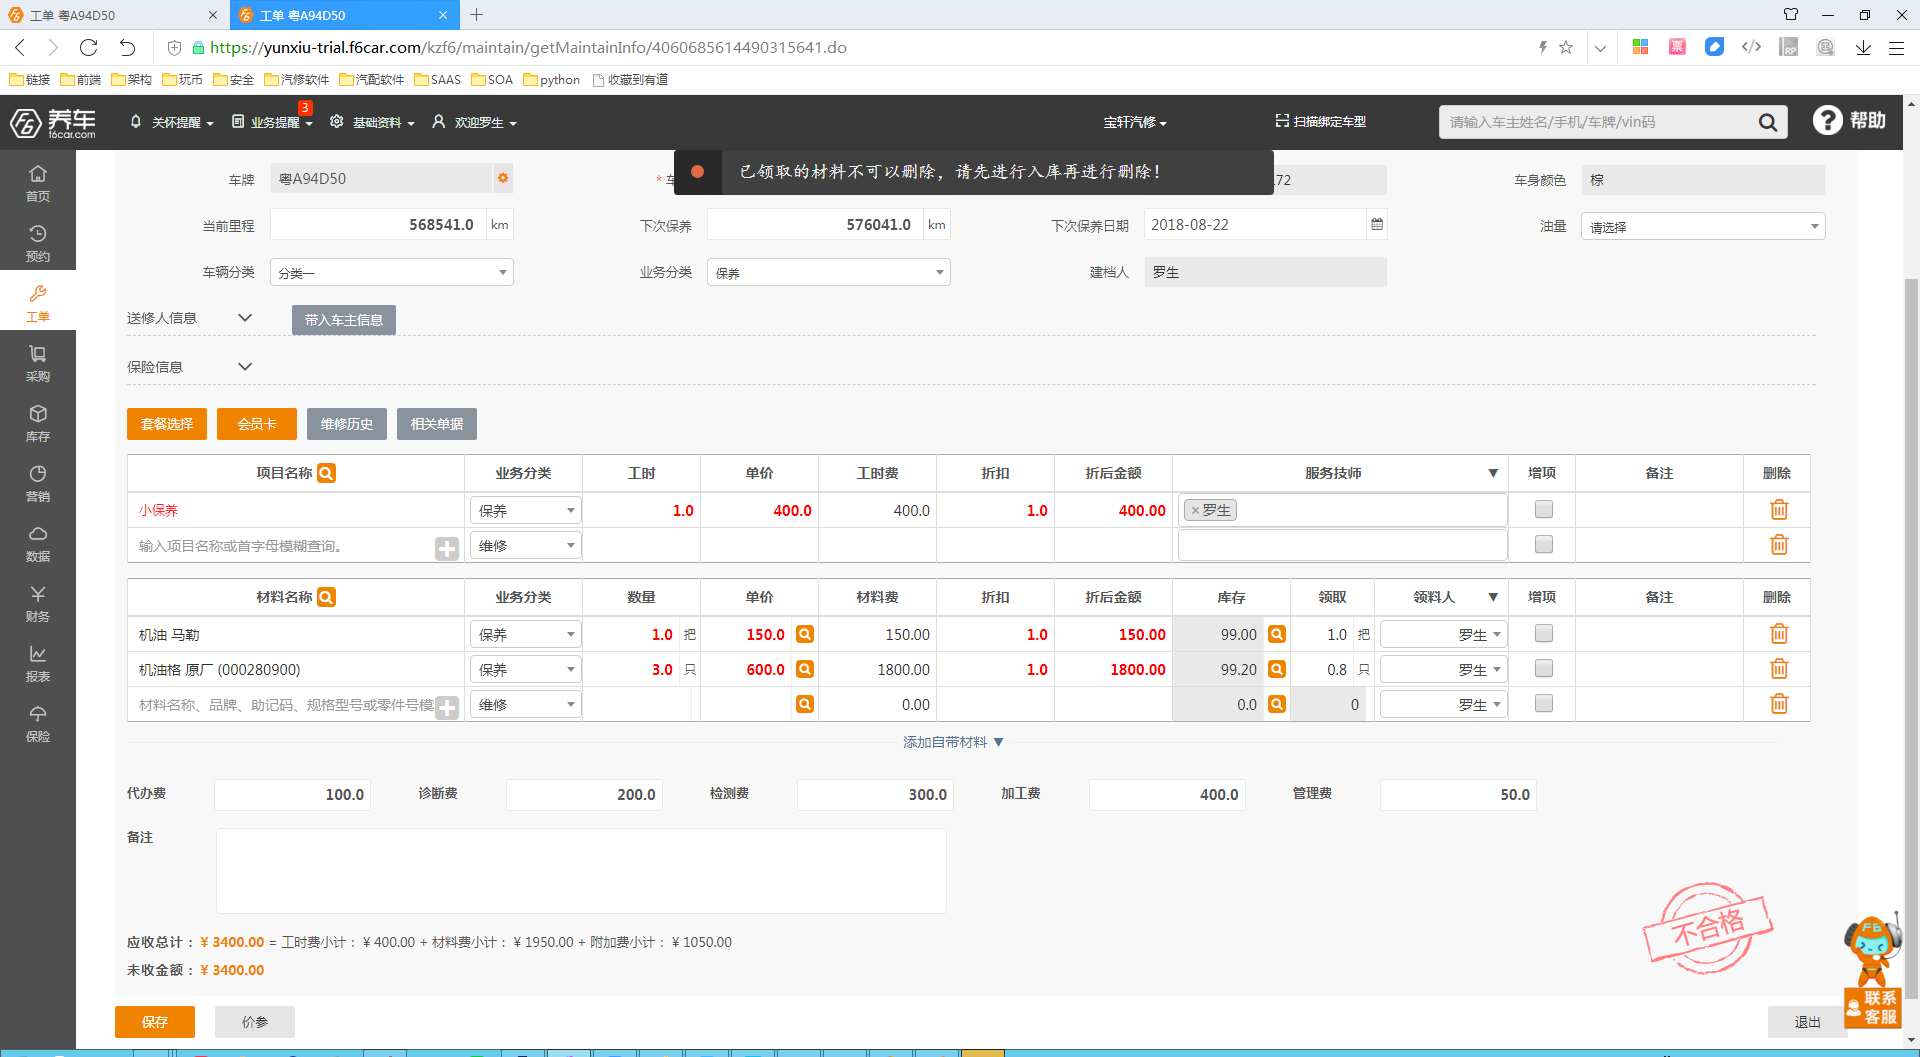 工单 粤A94D50
工单 粤A94D50
https://yunxiu-trial.f6car.com/kzf6/maintain/getMaintainInfo/4060685614490315641.do
票
RP
链接 前端 架构 玩币 安全 汽修软件 汽配软件 SAAS SOA python 收藏到有道
养车
f6car.com
关怀提醒 业务提醒 3 基础资料 欢迎罗生
宝轩汽修
扫描绑定车型
请输入车主姓名/手机/车牌/vin码
帮助
首页
预约
工单
采购
库存
营销
数据
财务
报表
保险
已领取的材料不可以删除，请先进行入库再进行删除！
车牌 粤A94D50 * 车 172 车身颜色 棕
当前里程 568541.0 km 下次保养 576041.0 km 下次保养日期 2018-08-22 油量 请选择
车辆分类 分类一 业务分类 保养 建档人 罗生
送修人信息 带入车主信息
保险信息
套餐选择 会员卡 维修历史 相关单据
项目名称 业务分类 工时 单价 工时费 折扣 折后金额 服务技师 ▼ 增项 备注 删除
小保养 保养 1.0 400.0 400.0 1.0 400.00 ×罗生
输入项目名称或首字母模糊查询。 维修
材料名称 业务分类 数量 单价 材料费 折扣 折后金额 库存 领取 领料人 ▼ 增项 备注 删除
机油 马勒 保养 1.0 把 150.0 150.00 1.0 150.00 99.00 1.0 把 罗生
机油格 原厂 (000280900) 保养 3.0 只 600.0 1800.00 1.0 1800.00 99.20 0.8 只 罗生
材料名称、品牌、助记码、规格型号或零件号模 维修 0.00 0.0 0 罗生
添加自带材料 ▼
代办费 100.0 诊断费 200.0 检测费 300.0 加工费 400.0 管理费 50.0
备注
不合格
应收总计： ¥ 3400.00 = 工时费小计： ¥ 400.00 + 材料费小计： ¥ 1950.00 + 附加费小计： ¥ 1050.00
未收金额： ¥ 3400.00
F6
联系
客服
保存 价参 退出